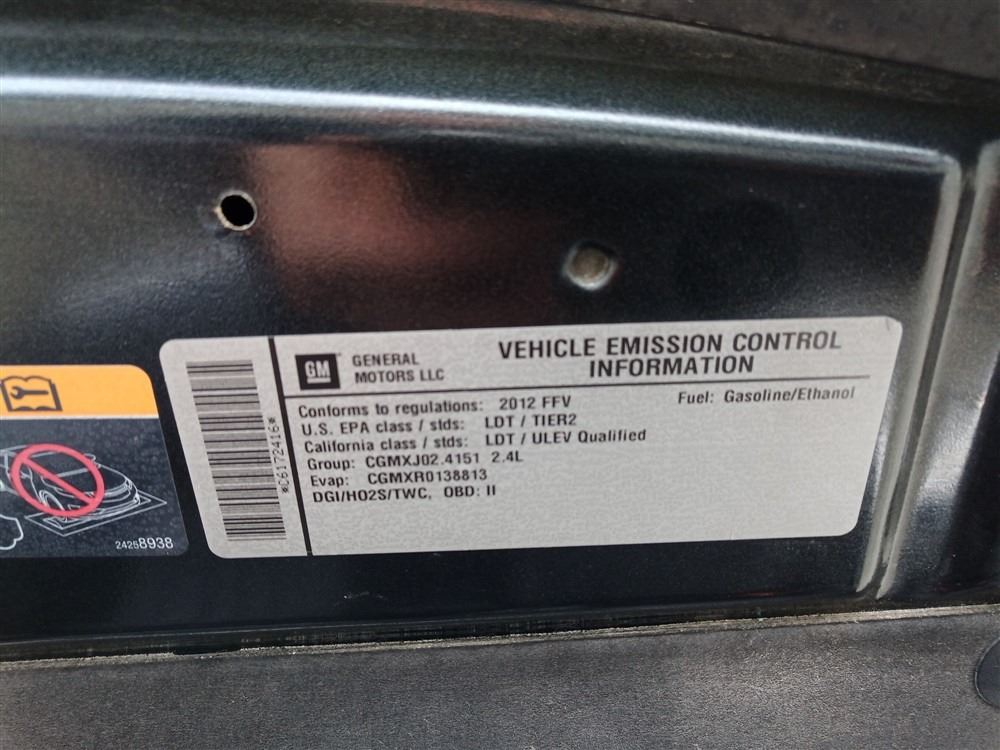 GM GENERAL MOTORS LLC
VEHICLE EMISSION CONTROL
INFORMATION
Conforms to regulations: 2012 FFV Fuel: Gasoline/Ethanol
U.S. EPA class / stds: LDT / TIER2
California class / stds: LDT / ULEV Qualified
Group: CGMXJ02.4151 2.4L
Evap: CGMXR0138813
DGI/HO2S/TWC, OBD: II
*C6172416*
24258938